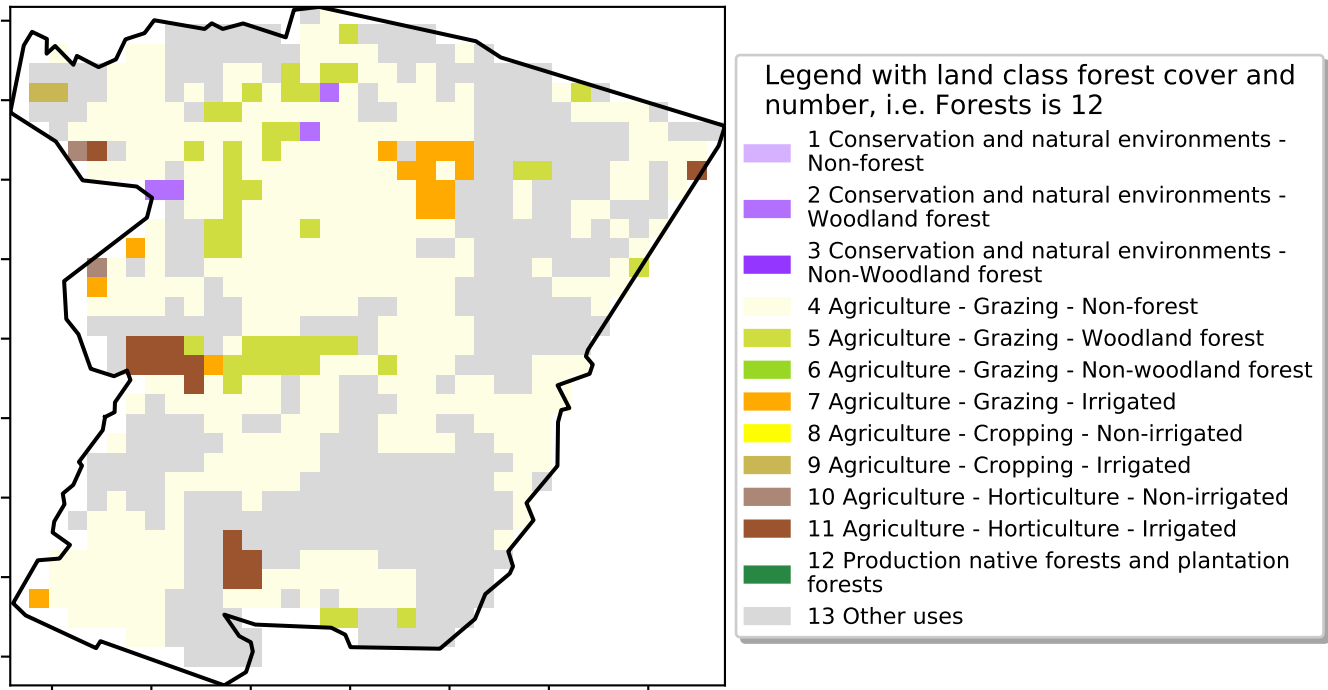 Legend with land class forest cover and
number, i.e. Forests is 12
1 Conservation and natural environments -
Non-forest
2 Conservation and natural environments -
Woodland forest
3 Conservation and natural environments -
Non-Woodland forest
4 Agriculture - Grazing - Non-forest
5 Agriculture - Grazing - Woodland forest
6 Agriculture - Grazing - Non-woodland forest
7 Agriculture - Grazing - Irrigated
8 Agriculture - Cropping - Non-irrigated
9 Agriculture - Cropping - Irrigated
10 Agriculture - Horticulture - Non-irrigated
11 Agriculture - Horticulture - Irrigated
12 Production native forests and plantation
forests
13 Other uses